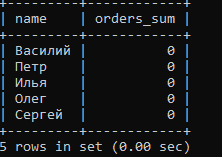 +---------+------------+
| name | orders_sum |
+---------+------------+
| Василий | 0 |
| Петр | 0 |
| Илья | 0 |
| Олег | 0 |
| Сергей | 0 |
+---------+------------+
5 rows in set (0.00 sec)